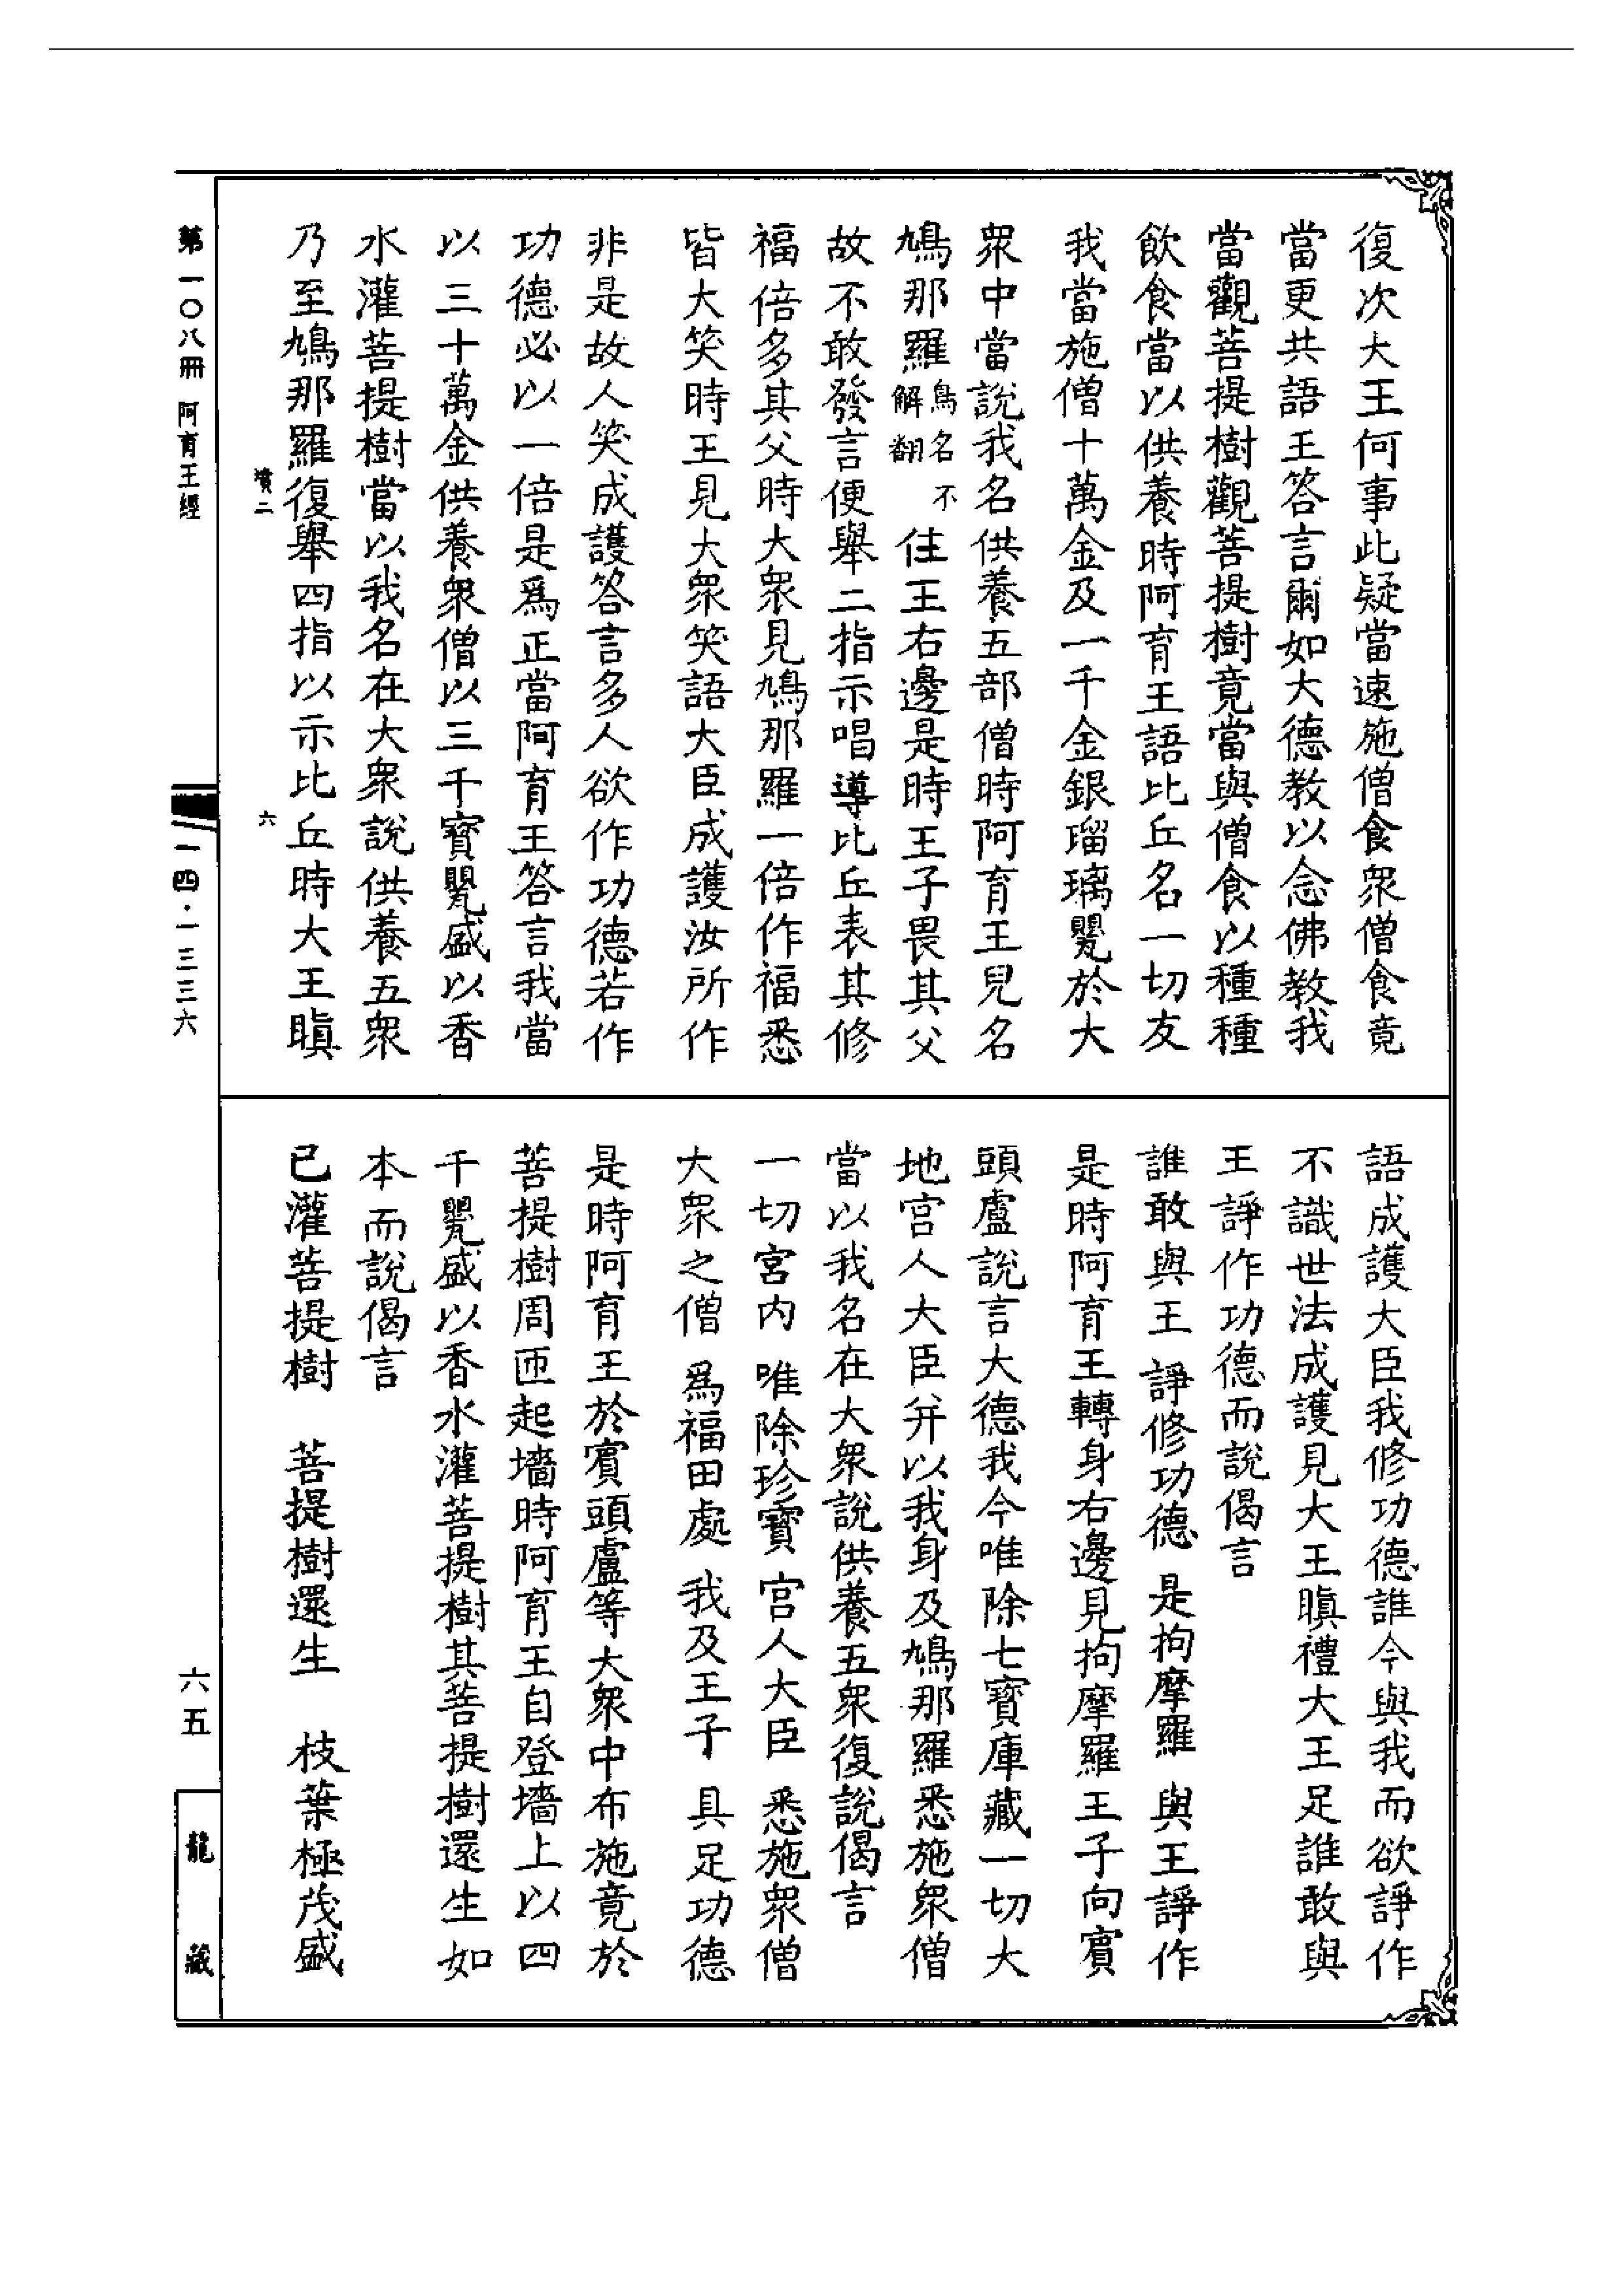 復次大王何事此疑當速施僧食衆僧食竟
當更共語王答言爾如大德教以念佛教我
當觀菩提樹觀菩提樹竟當與僧食以種種
飲食當以供養時阿育王語比丘名一切友
我當施僧十萬金及一千金銀瑠璃甖於大
衆中當說我名供養五部僧時阿育王兒名
鳩那羅鳥名不解翻住王右邊是時王子畏其父
故不敢發言便舉二指示唱導比丘表其修
福倍多其父時大衆見鳩那羅一倍作福悉
皆大笑時王見大衆笑語大臣成護汝所作
非是故人笑成護答言多人欲作功德若作
功德必以一倍是爲正當阿育王答言我當
以三十萬金供養衆僧以三千寶甖盛以香
水灌菩提樹當以我名在大衆說供養五衆
乃至鳩那羅復舉四指以示比丘時大王瞋
語成護大臣我修功德誰今與我而欲諍作
不識世法成護見大王瞋禮大王足誰敢與
王諍作功德而說偈言
誰敢與王 諍修功德 是拘摩羅 與王諍作
是時阿育王轉身右邊見拘摩羅王子向賓
頭盧說言大德我今唯除七寶庫藏一切大
地宫人大臣并以我身及鳩那羅悉施衆僧
當以我名在大衆說供養五衆復說偈言
一切宮内 唯除珍寶 宫人大臣 悉施衆僧
大衆之僧 爲福田處 我及王子 具足功德
是時阿育王於賓頭盧等大衆中布施竟於
菩提樹周匝起墻時阿育王自登墻上以四
千甖盛以香水灌菩提樹其菩提樹還生如
本而說偈言
已灌菩提樹 菩提樹還生 枝葉極茂盛
六
第一〇八冊 阿育王經
一四·一三三六
六五
龍藏